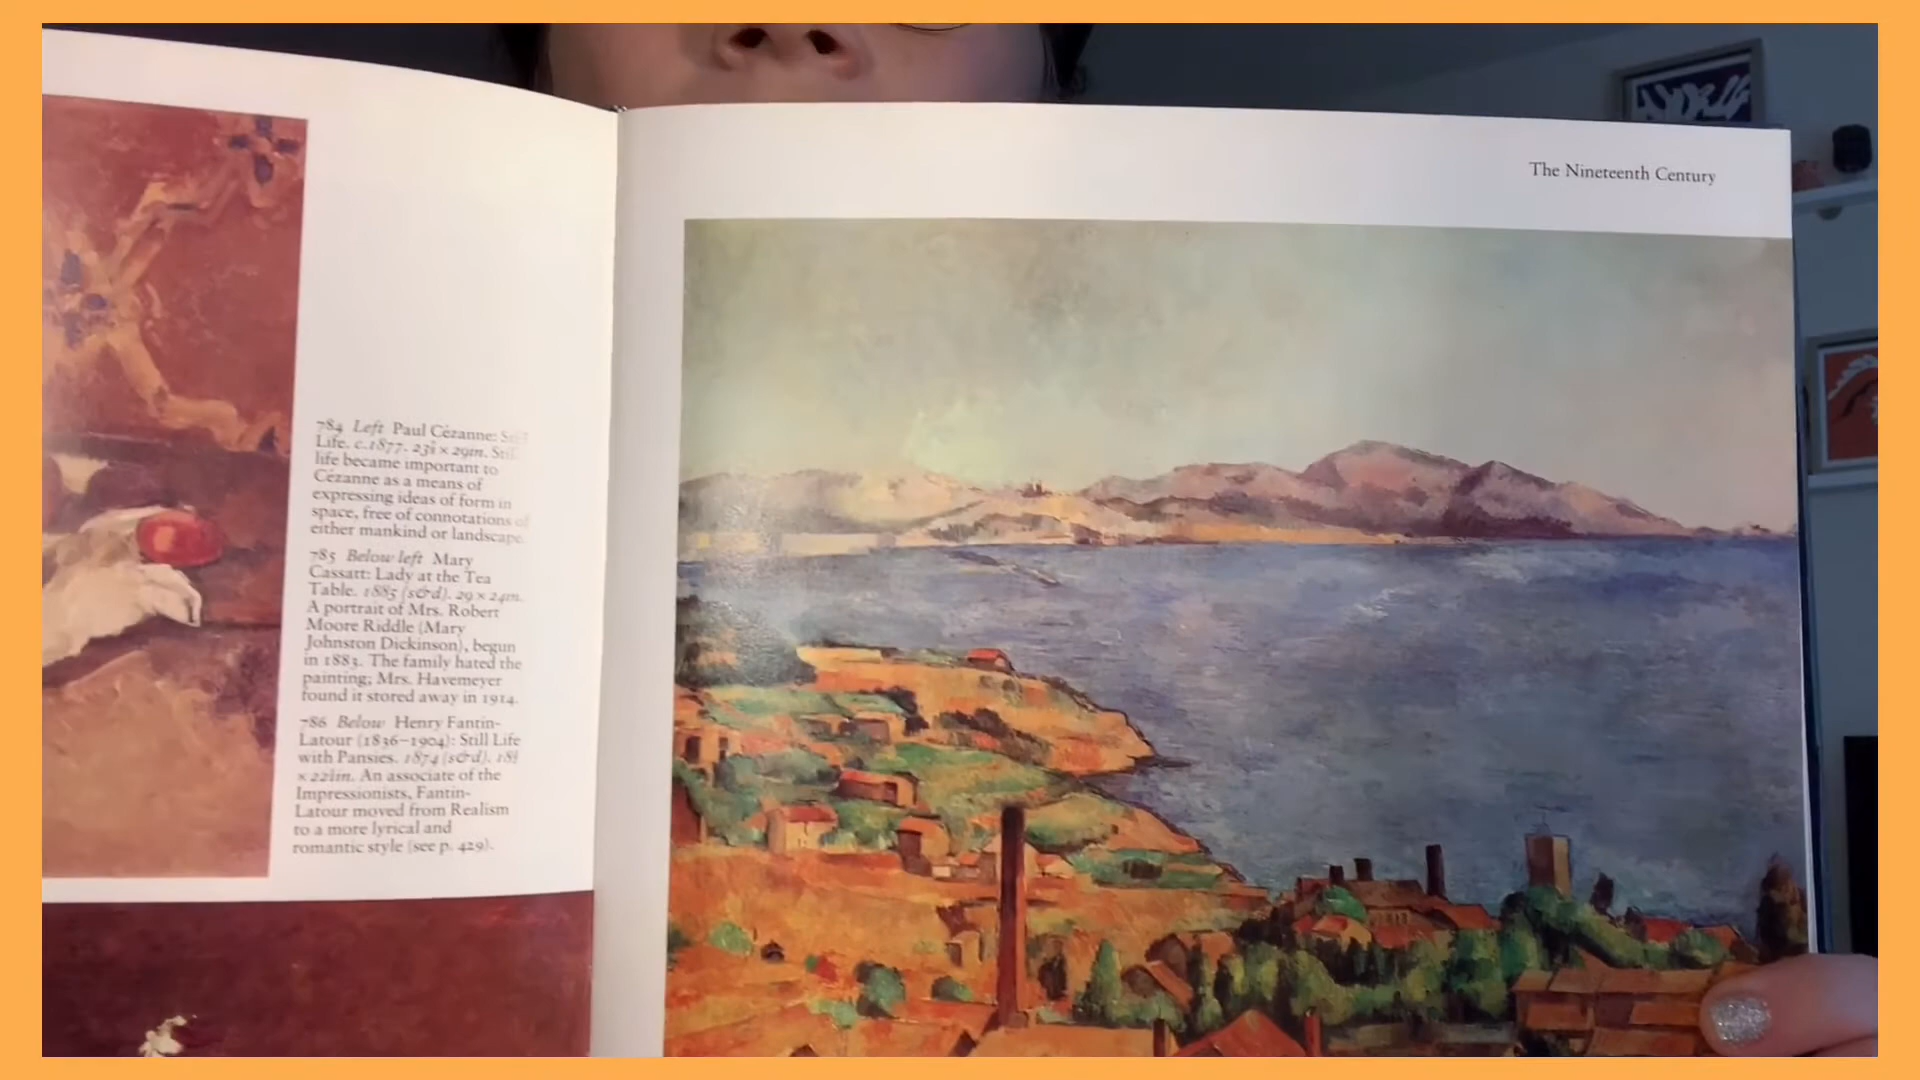 The Nineteenth Century
784 Left Paul Cézanne: Still
Life. c.1877. 23⅞ × 29in. Still
life became important to
Cézanne as a means of
expressing ideas of form in
space, free of connotations of
either mankind or landscape.
785 Below left Mary
Cassatt: Lady at the Tea
Table. 1885 (s&d). 29 × 24in.
A portrait of Mrs. Robert
Moore Riddle (Mary
Johnston Dickinson), begun
in 1883. The family hated the
painting; Mrs. Havemeyer
found it stored away in 1914.
786 Below Henry Fantin-
Latour (1836–1904): Still Life
with Pansies. 1874 (s&d).
An associate of the
Impressionists, Fantin-
Latour moved from Realism
to a more lyrical and
romantic style (see p. 429).